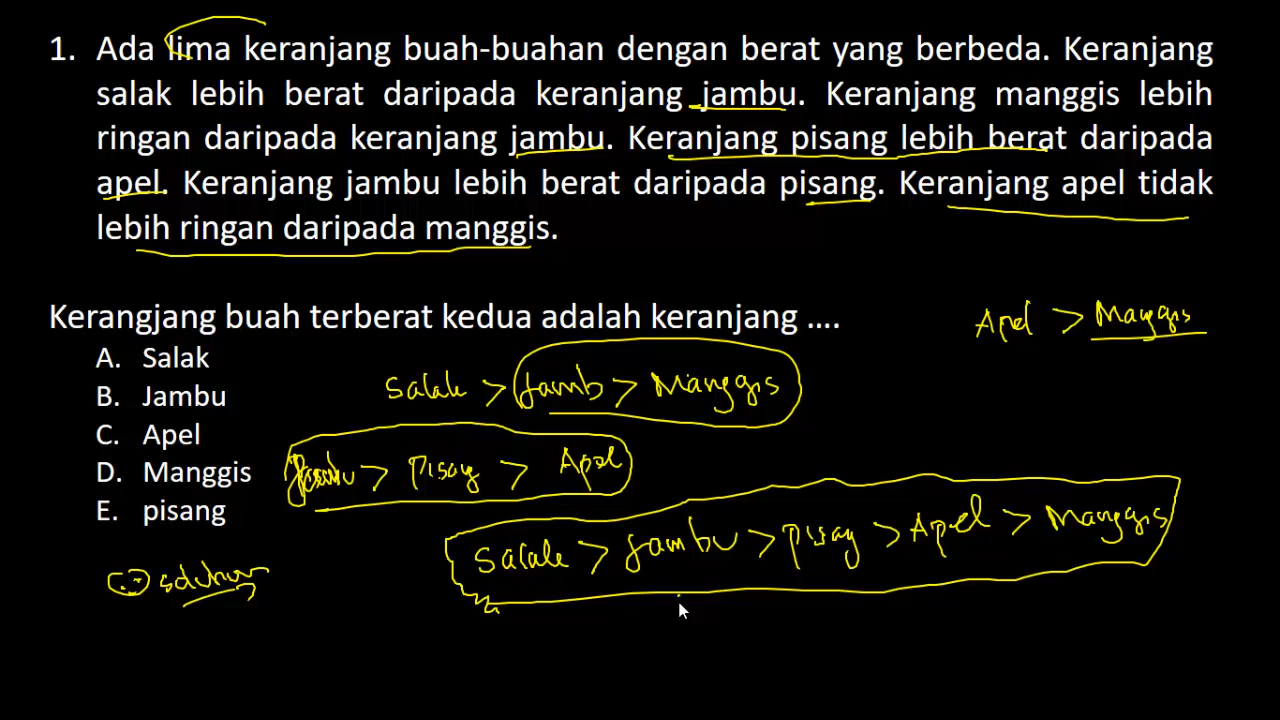 1. Ada lima keranjang buah-buahan dengan berat yang berbeda. Keranjang
salak lebih berat daripada keranjang jambu. Keranjang manggis lebih
ringan daripada keranjang jambu. Keranjang pisang lebih berat daripada
apel. Keranjang jambu lebih berat daripada pisang. Keranjang apel tidak
lebih ringan daripada manggis.
Kerangjang buah terberat kedua adalah keranjang ....
Apel > Manggis
A. Salak
B. Jambu
C. Apel
D. Manggis
E. pisang
Salak > Jamb > Manggis
Jambu > Pisang > Apel
Salak > Jambu > Pisang > Apel > Manggis